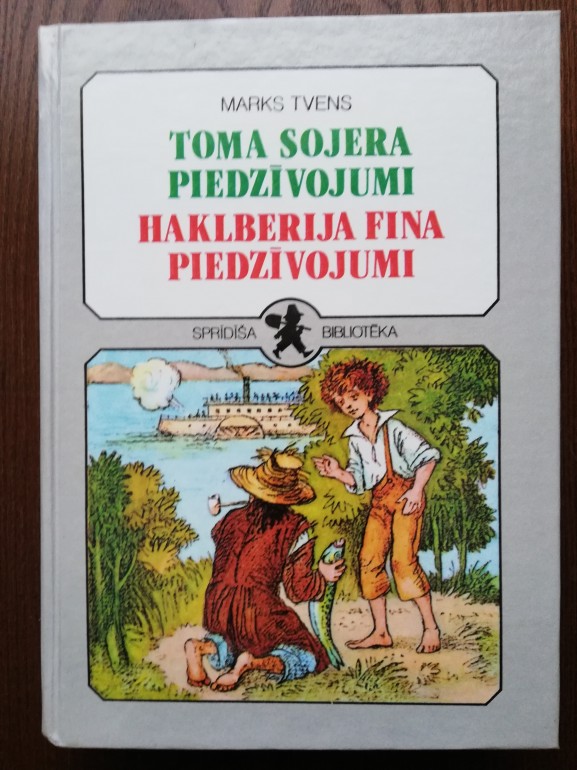 MARKS TVENS
TOMA SOJERA
PIEDZĪVOJUMI
HAKLBERIJA FINA
PIEDZĪVOJUMI
SPRĪDĪŠA BIBLIOTĒKA